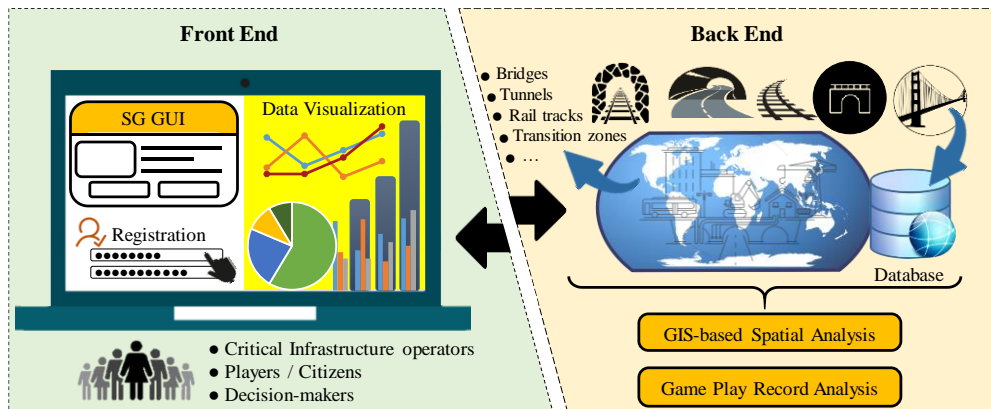 Front End
SG GUI
Data Visualization
Registration
● Critical Infrastructure operators
● Players / Citizens
● Decision-makers
Back End
● Bridges
● Tunnels
● Rail tracks
● Transition zones
● ...
Database
GIS-based Spatial Analysis
Game Play Record Analysis